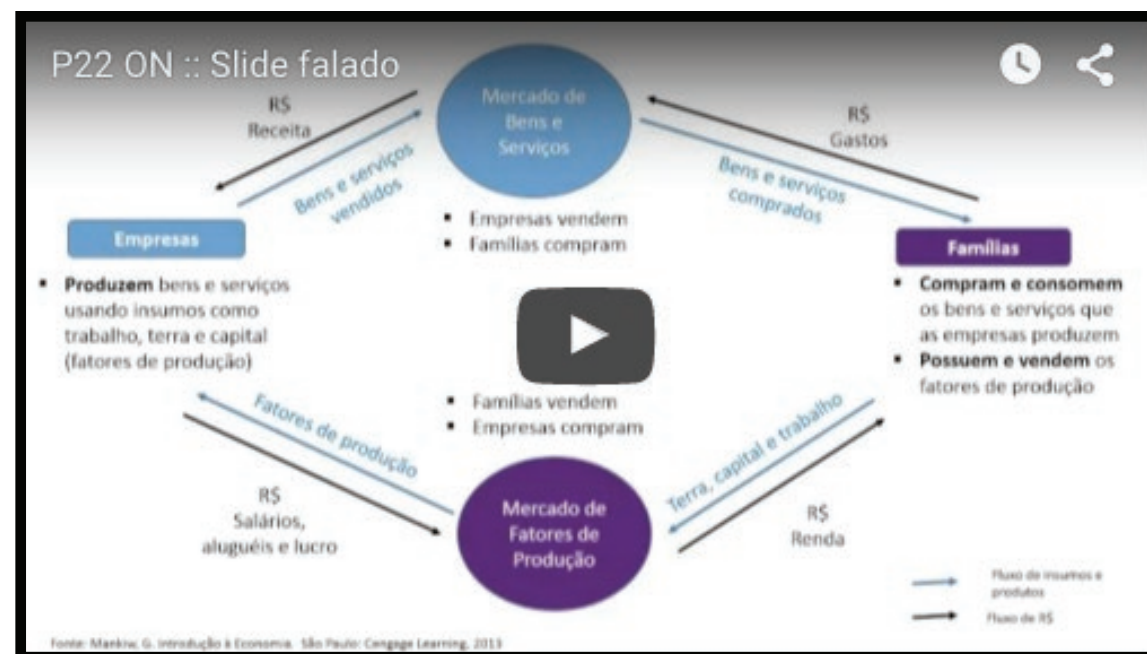 P22 ON :: Slide falado
Mercado de
Bens e
Serviços
R$
Receita
Bens e serviços
vendidos
R$
Gastos
Bens e serviços
comprados
Empresas
▪ Produzem bens e serviços
usando insumos como
trabalho, terra e capital
(fatores de produção)
▪ Empresas vendem
▪ Famílias compram
Famílias
▪ Compram e consomem
os bens e serviços que
as empresas produzem
▪ Possuem e vendem os
fatores de produção
▪ Famílias vendem
▪ Empresas compram
Fatores de produção
R$
Salários,
aluguéis e lucro
Mercado de
Fatores de
Produção
Terra, capital e trabalho
R$
Renda
Fluxo de insumos e
produtos
Fluxo de R$
Fonte: Mankiw, G. Introdução à Economia. São Paulo: Cengage Learning, 2013